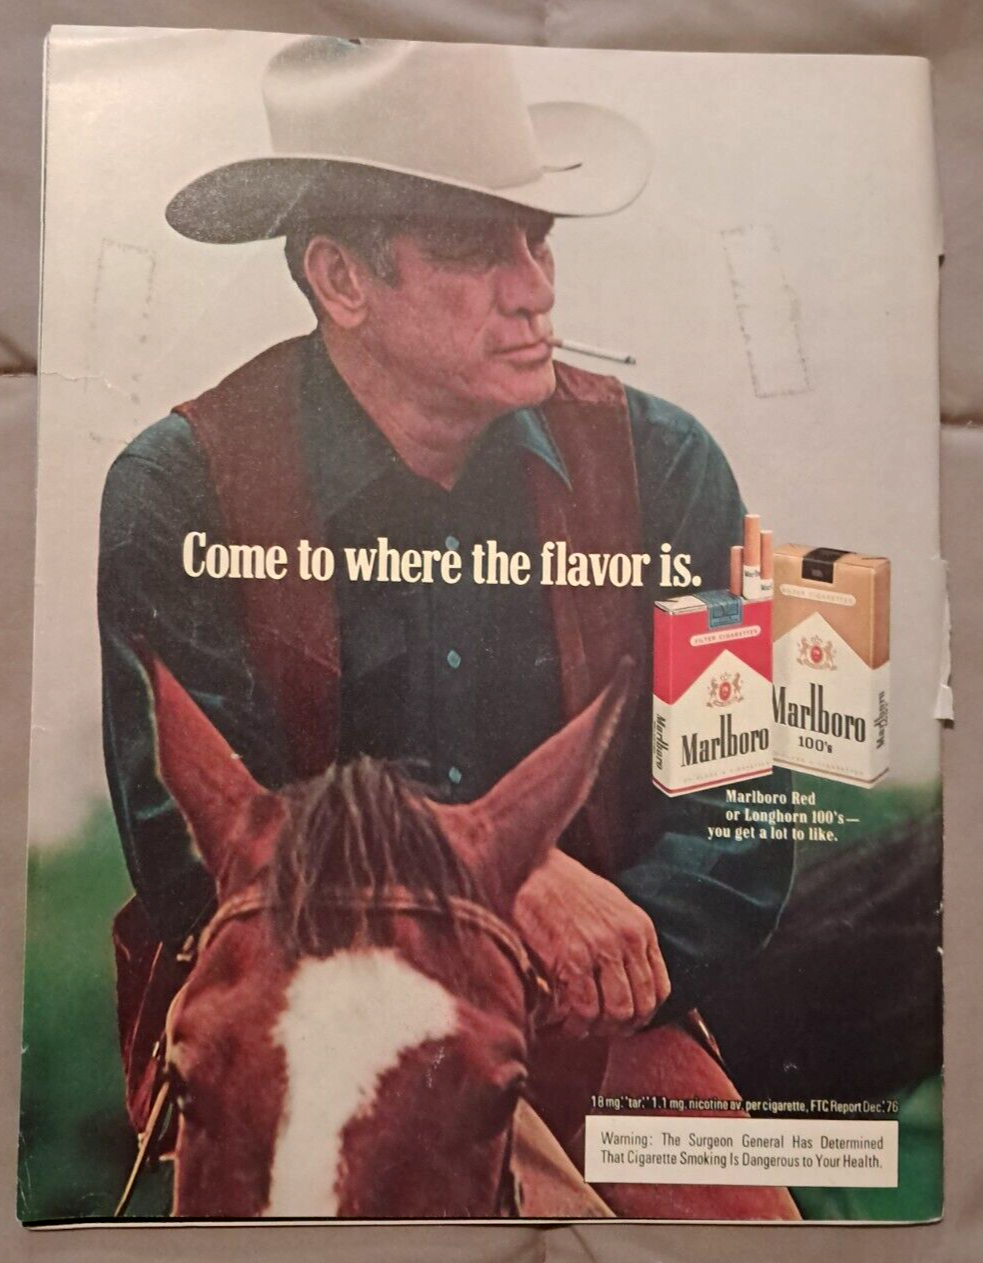 Come to where the flavor is.
FILTER CIGARETTES
Marlboro
Marlboro
FILTER CIGARETTES
Marlboro
100's
Marlboro
Marlboro Red
or Longhorn 100's—
you get a lot to like.
18 mg."tar," 1.1 mg. nicotine av. per cigarette, FTC Report Dec.'76
Warning: The Surgeon General Has Determined
That Cigarette Smoking Is Dangerous to Your Health.